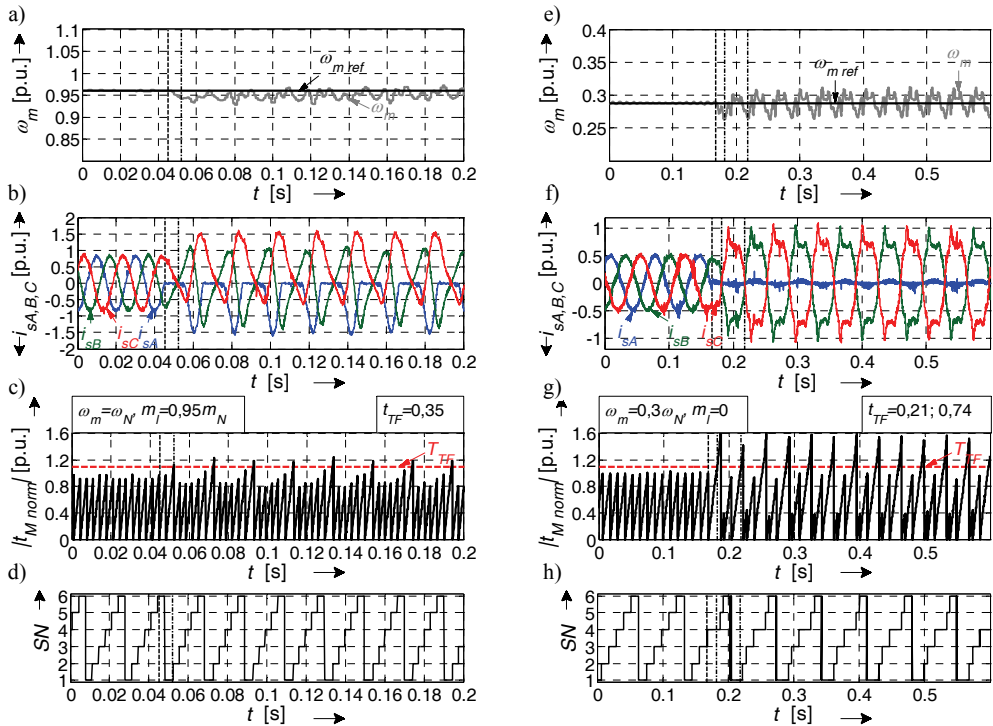 a)
ω_m [p.u.]
1.1
1
0.95
0.9
0.85
ω_m ref
ω_m
0 0.02 0.04 0.06 0.08 0.1 0.12 0.14 0.16 0.18 0.2
t [s]
b)
i_sA,B,C [p.u.]
2
1.5
1
0.5
0
-0.5
-1
-1.5
-2
i_sB i_sC i_sA
0 0.02 0.04 0.06 0.08 0.1 0.12 0.14 0.16 0.18 0.2
t [s]
c)
ω_m=ω_N, m_l=0,95m_N
t_TF=0,35
|t_M norm| [p.u.]
1.6
1.2
0.8
0.4
0
T_TF
0 0.02 0.04 0.06 0.08 0.1 0.12 0.14 0.16 0.18 0.2
t [s]
d)
SN
6
5
4
3
2
1
0 0.02 0.04 0.06 0.08 0.1 0.12 0.14 0.16 0.18 0.2
t [s]
e)
ω_m [p.u.]
0.4
0.3
0.25
ω_m ref
ω_m
0 0.1 0.2 0.3 0.4 0.5
t [s]
f)
i_sA,B,C [p.u.]
1
0.5
0
-0.5
-1
i_sA i_sB i_sC
0 0.1 0.2 0.3 0.4 0.5
t [s]
g)
ω_m=0,3ω_N, m_l=0
t_TF=0,21; 0,74
|t_M norm| [p.u.]
1.6
1.2
0.8
0.4
0
T_TF
0 0.1 0.2 0.3 0.4 0.5
t [s]
h)
SN
6
5
4
3
2
1
0 0.1 0.2 0.3 0.4 0.5
t [s]